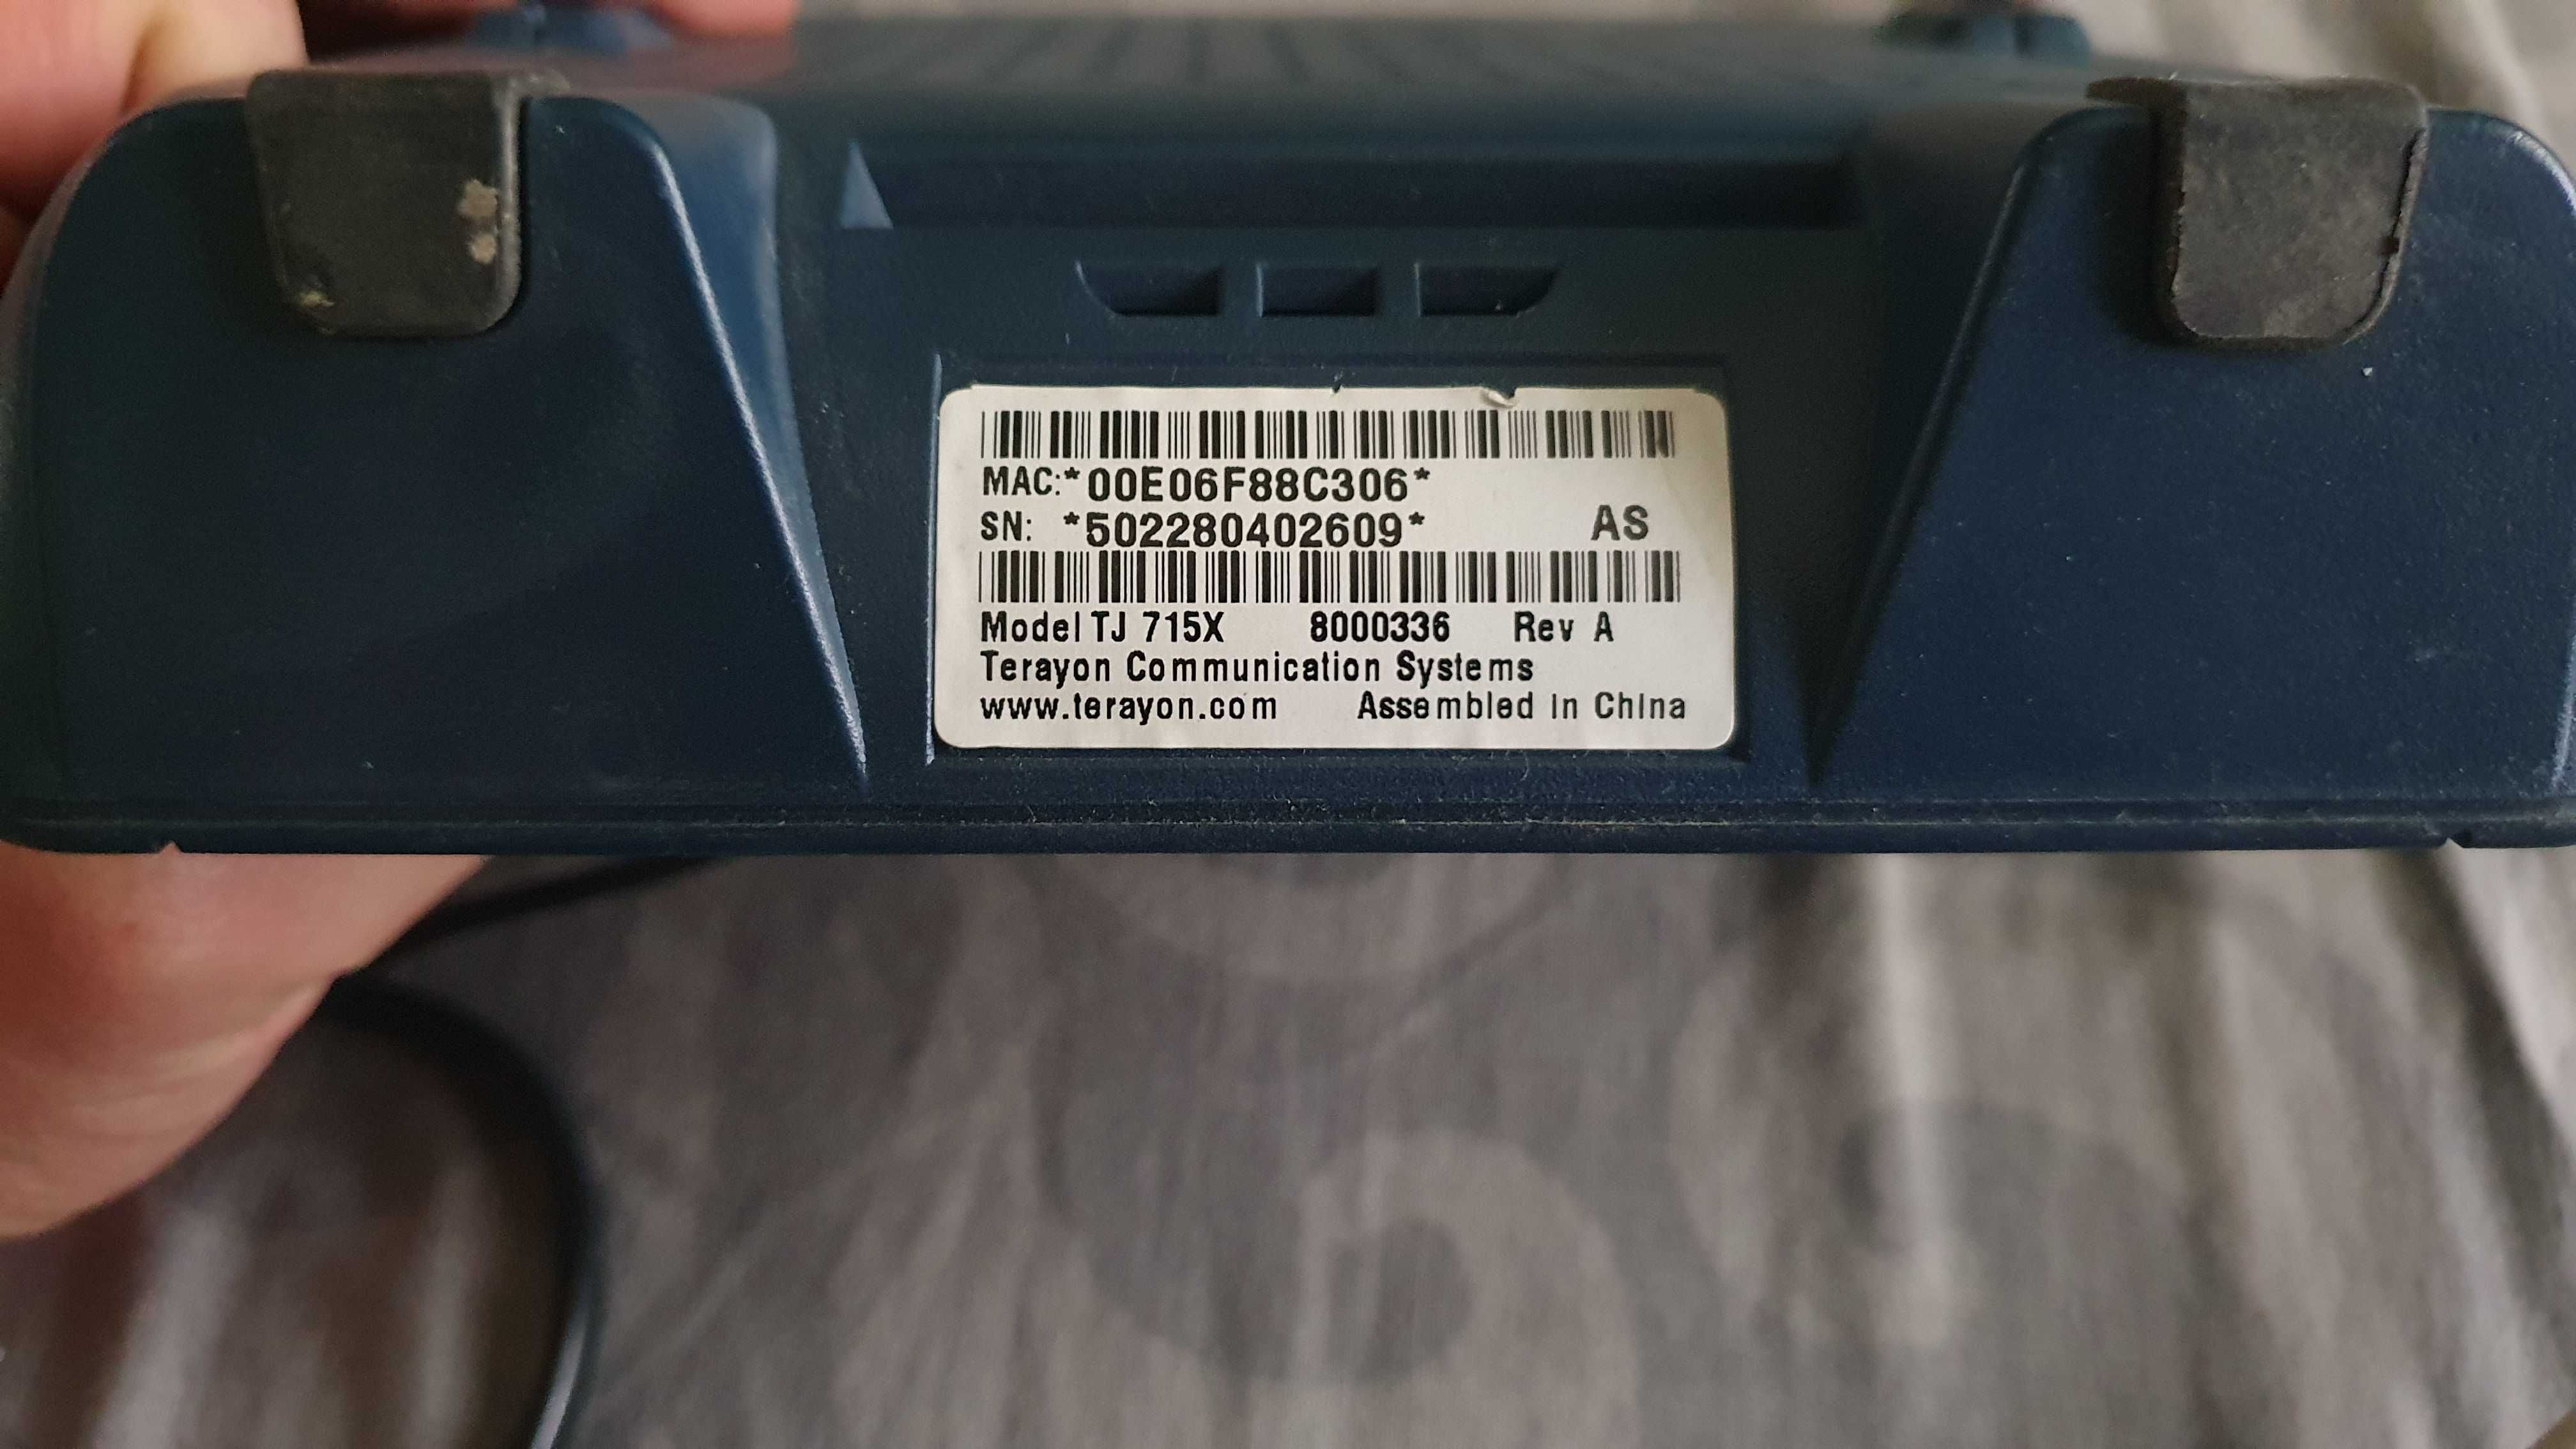 MAC:*00E06F88C306*
SN: *502280402609* AS
Model TJ 715X 8000336 Rev A
Terayon Communication Systems
www.terayon.com Assembled in China